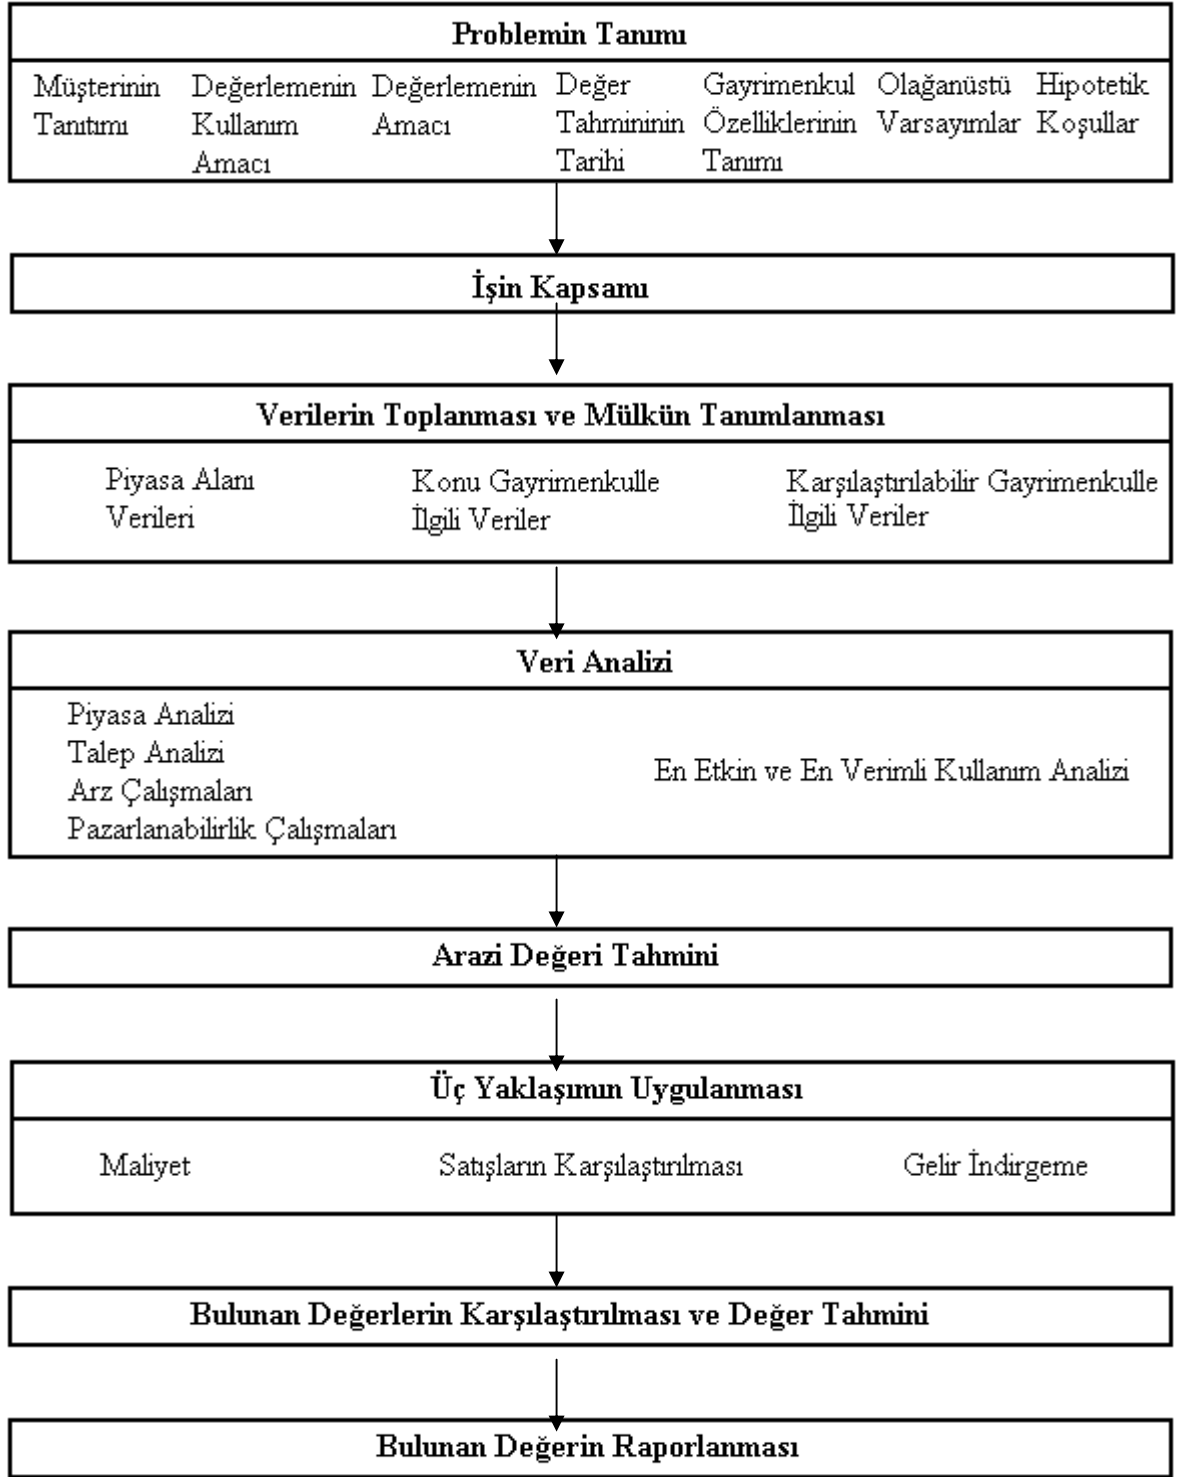 Problemin Tanımı
Müşterinin Değerlemenin Değerlemenin Değer Gayrimenkul Olağanüstü Hipotetik
Tanıtımı Kullanım Amacı Tahmininin Özelliklerinin Varsayımlar Koşullar
Amacı Tarihi Tanımı
İşin Kapsamı
Verilerin Toplanması ve Mülkün Tanımlanması
Piyasa Alanı Konu Gayrimenkulle Karşılaştırılabilir Gayrimenkulle
Verileri İlgili Veriler İlgili Veriler
Veri Analizi
Piyasa Analizi
Talep Analizi
En Etkin ve En Verimli Kullanım Analizi
Arz Çalışmaları
Pazarlanabilirlik Çalışmaları
Arazi Değeri Tahmini
Üç Yaklaşımın Uygulanması
Maliyet Satışların Karşılaştırılması Gelir İndirgeme
Bulunan Değerlerin Karşılaştırılması ve Değer Tahmini
Bulunan Değerin Raporlanması